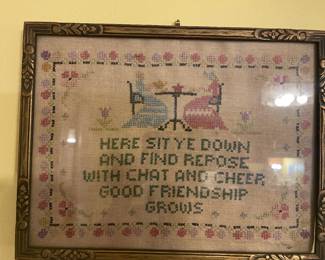 HERE SIT YE DOWN
AND FIND REPOSE
WITH CHAT AND CHEER,
GOOD FRIENDSHIP
GROWS